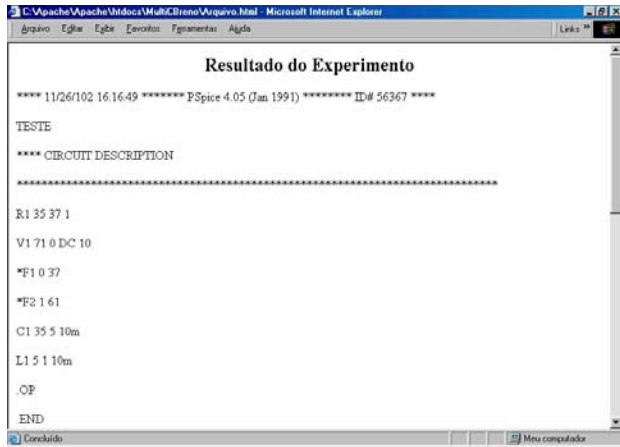 C:\Apache\Apache\htdocs\MultiCBreno\Arquivo.html - Microsoft Internet Explorer
Arquivo Editar Exibir Favoritos Ferramentas Ajuda Links »
Resultado do Experimento
**** 11/26/102 16:16:49 ******* PSpice 4.05 (Jan 1991) ******** ID# 56367 ****
TESTE
**** CIRCUIT DESCRIPTION
******************************************************************************
R1 35 37 1
V1 71 0 DC 10
*F1 0 37
*F2 1 61
C1 35 5 10m
L1 5 1 10m
.OP
.END
Concluído Meu computador